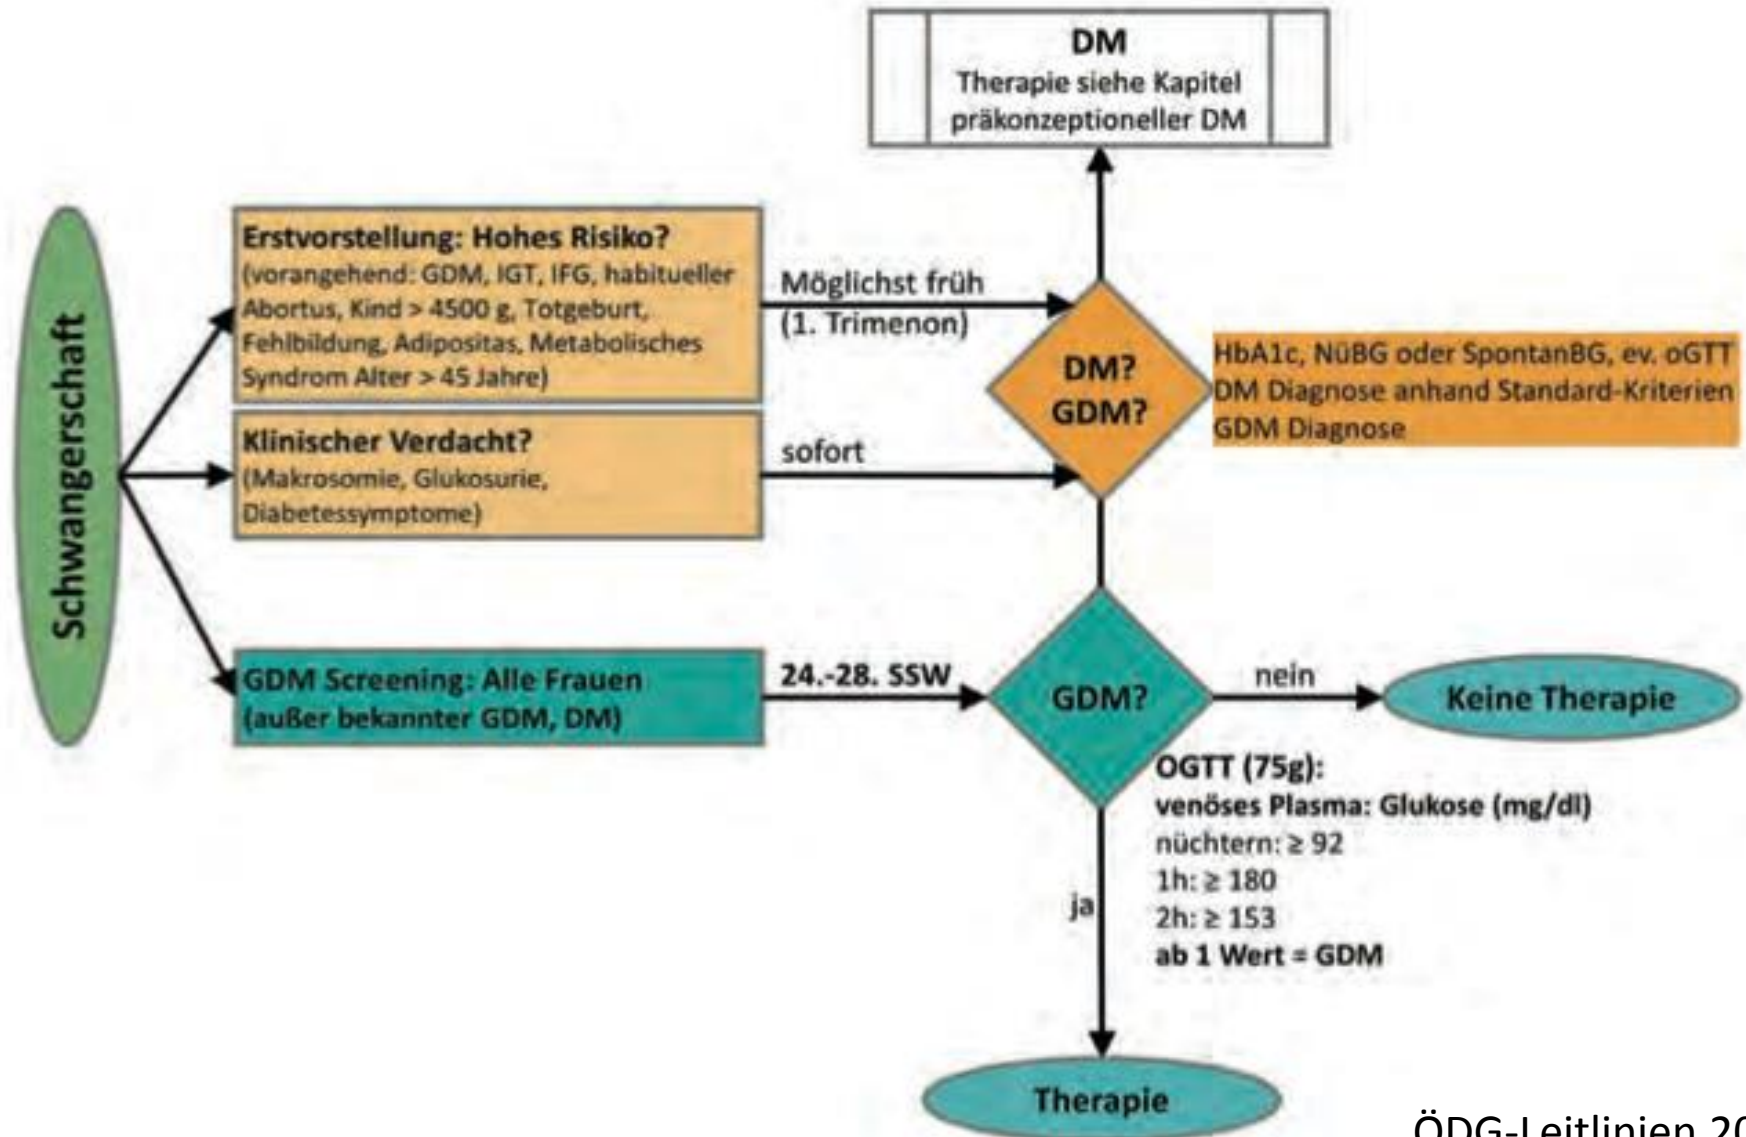 DM
Therapie siehe Kapitel
präkonzeptioneller DM
Schwangerschaft
Erstvorstellung: Hohes Risiko?
(vorangehend: GDM, IGT, IFG, habitueller
Abortus, Kind > 4500 g, Totgeburt,
Fehlbildung, Adipositas, Metabolisches
Syndrom Alter > 45 Jahre)
Möglichst früh
(1. Trimenon)
Klinischer Verdacht?
(Makrosomie, Glukosurie,
Diabetessymptome)
sofort
DM?
GDM?
HbA1c, NüBG oder SpontanBG, ev. oGTT
DM Diagnose anhand Standard-Kriterien
GDM Diagnose
GDM Screening: Alle Frauen
(außer bekannter GDM, DM)
24.-28. SSW
GDM?
nein
Keine Therapie
OGTT (75g):
venöses Plasma: Glukose (mg/dl)
nüchtern: ≥ 92
1h: ≥ 180
2h: ≥ 153
ab 1 Wert = GDM
ja
Therapie
ÖDG-Leitlinien 20